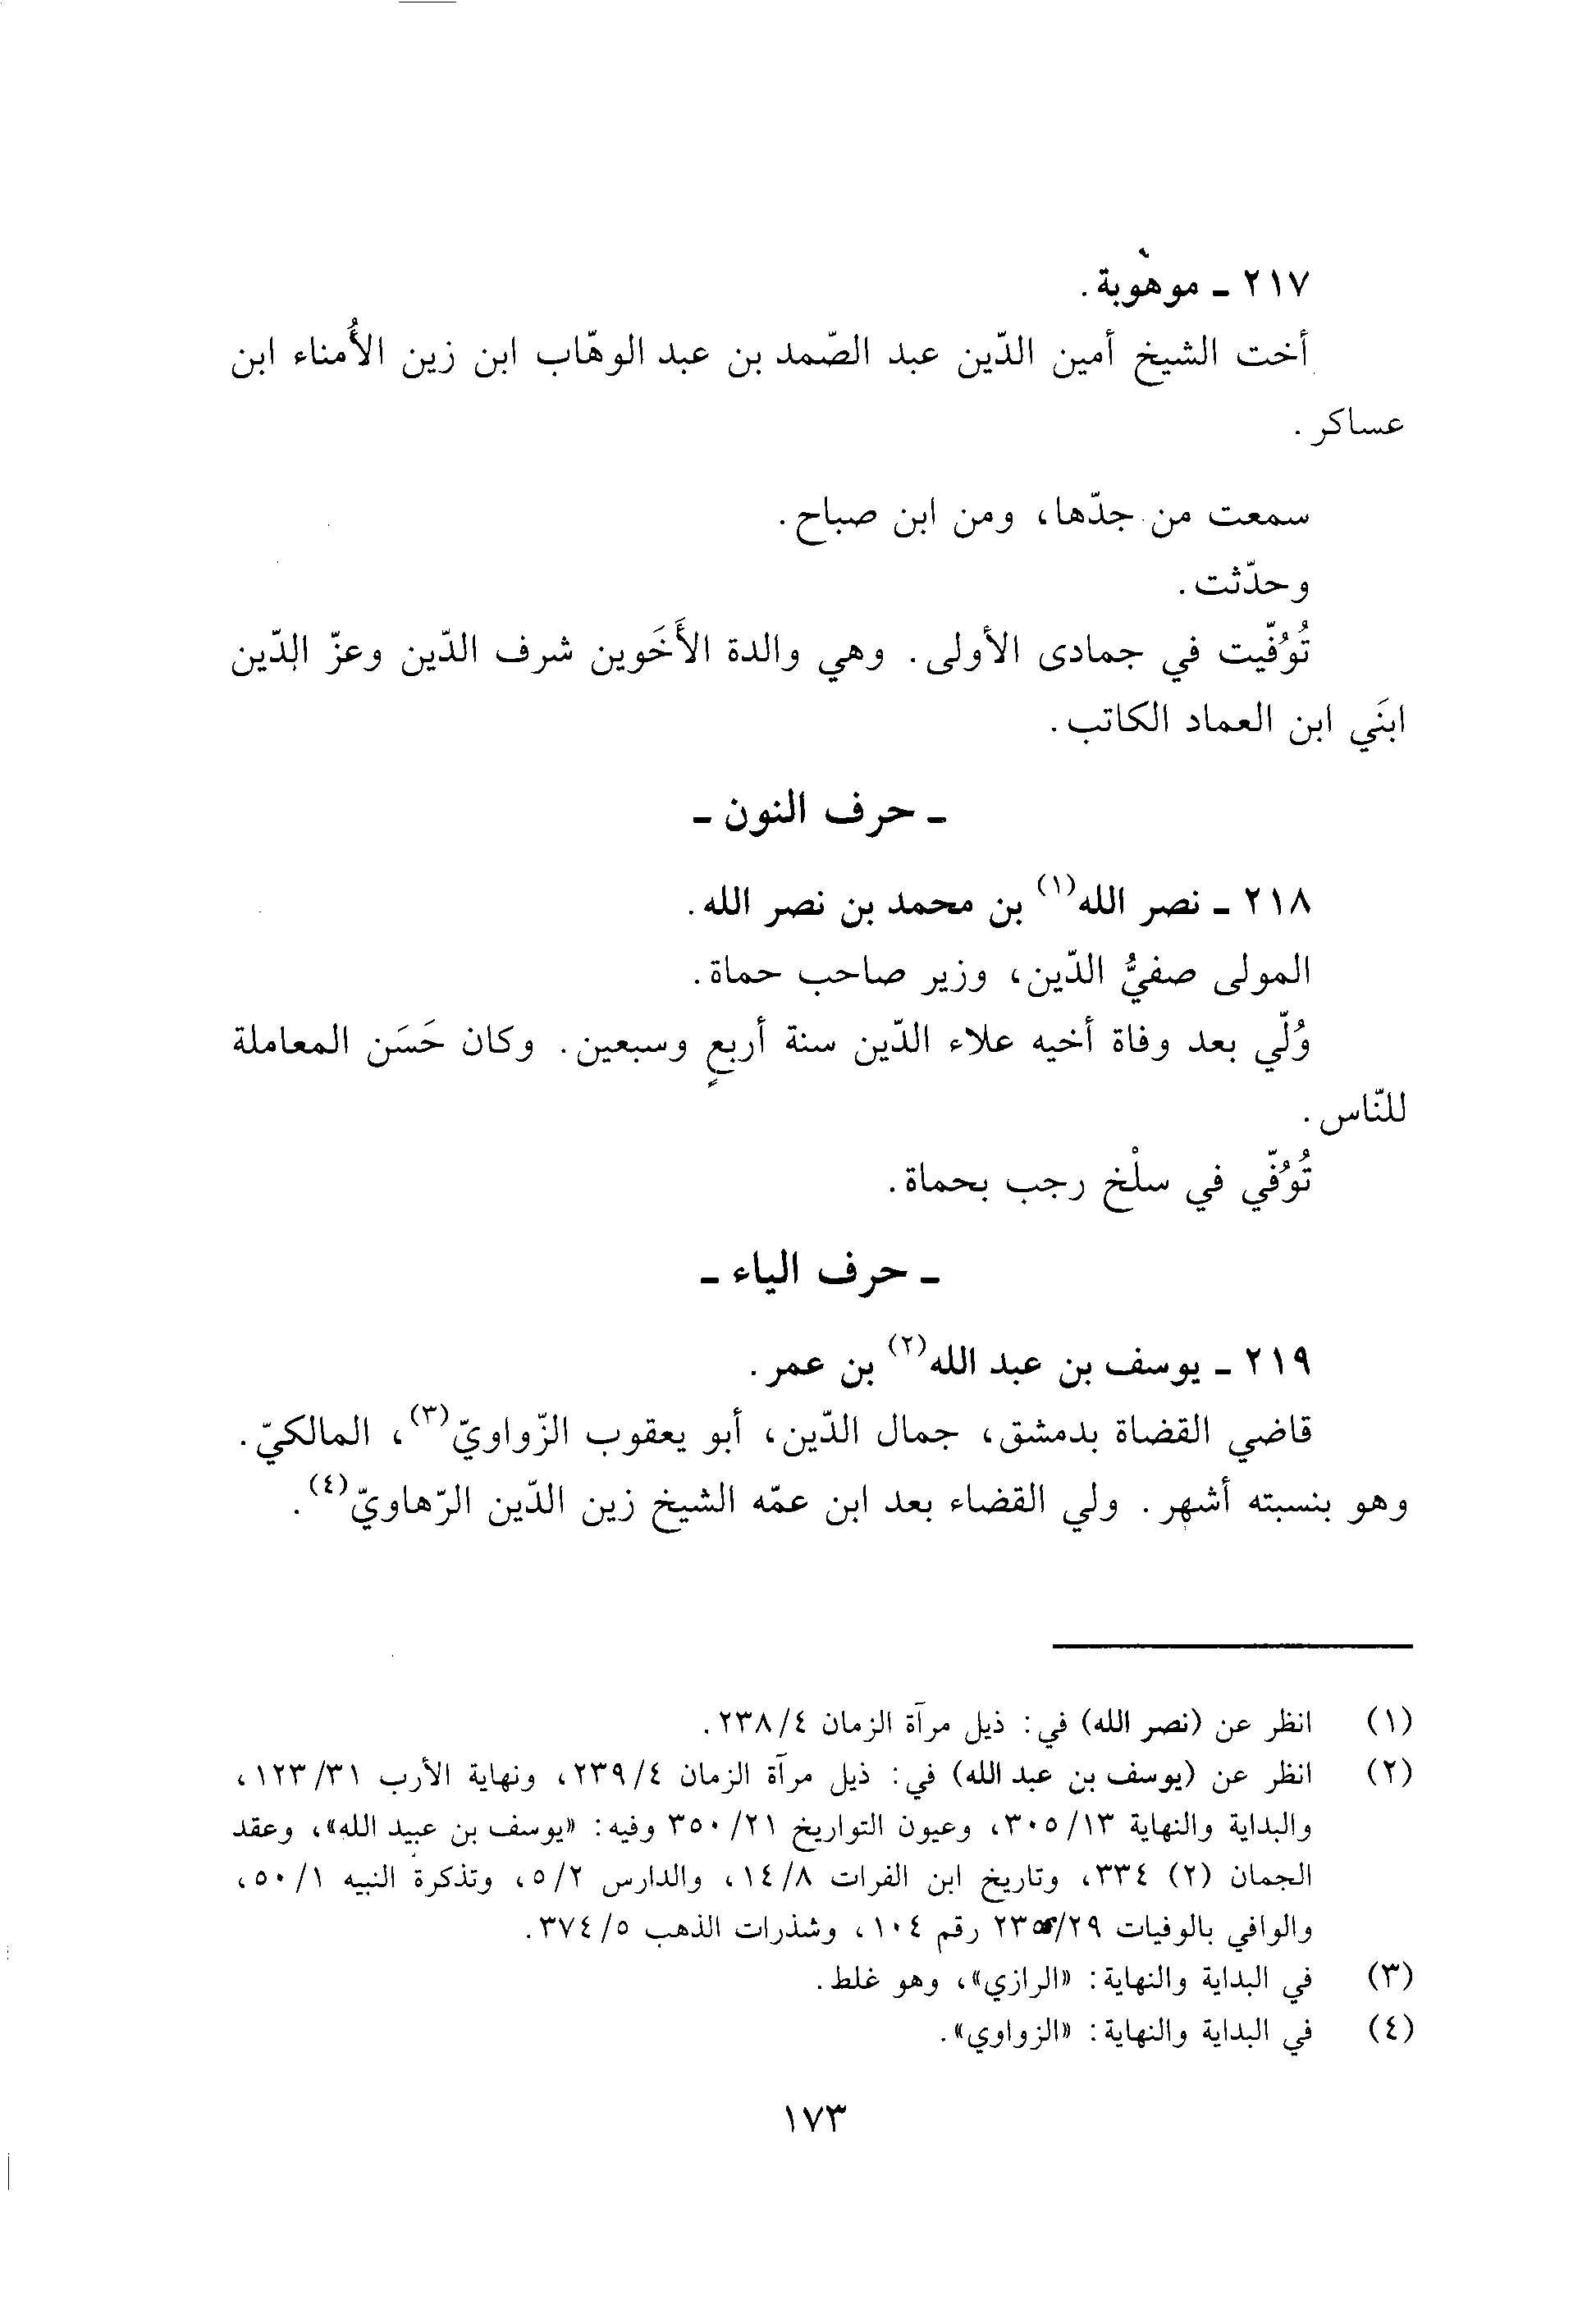 ٢١٧ ـ موهوبة.
أخت الشيخ أمين الدّين عبد الصّمد بن عبد الوهّاب ابن زين الأُمناء ابن
عساكر.
سمعت من جدّها، ومن ابن صباح.
وحدّثت.
تُوُفّيت في جمادى الأولى. وهي والدة الأَخَوين شرف الدّين وعزّ الدّين
ابنَي ابن العماد الكاتب.
ـ حرف النون ـ
٢١٨ ـ نصر الله(١) بن محمد بن نصر الله.
المولى صفيُّ الدّين، وزير صاحب حماة.
وُلّي بعد وفاة أخيه علاء الدّين سنة أربعٍ وسبعين. وكان حَسَن المعاملة
للنّاس.
تُوُفّي في سلْخ رجب بحماة.
ـ حرف الياء ـ
٢١٩ ـ يوسف بن عبد الله(٢) بن عمر.
قاضي القضاة بدمشق، جمال الدّين، أبو يعقوب الزّواويّ(٣)، المالكيّ.
وهو بنسبته أشهر. ولي القضاء بعد ابن عمّه الشيخ زين الدّين الرّهاويّ(٤).
(١) انظر عن (نصر الله) في: ذيل مرآة الزمان ٤/ ٢٣٨.
(٢) انظر عن (يوسف بن عبد الله) في: ذيل مرآة الزمان ٤/ ٢٣٩، ونهاية الأرب ٣١/ ١٢٣،
والبداية والنهاية ١٣/ ٣٠٥، وعيون التواريخ ٢١/ ٣٥٠ وفيه: «يوسف بن عبيد الله»، وعقد
الجمان (٢) ٣٣٤، وتاريخ ابن الفرات ٨/ ١٤، والدارس ٢/ ٥، وتذكرة النبيه ١/ ٥٠،
والوافي بالوفيات ٢٩/ رقم ١٠٤، وشذرات الذهب ٥/ ٣٧٤.
(٣) في البداية والنهاية: «الرازي»، وهو غلط.
(٤) في البداية والنهاية: «الزواوي».
١٧٣